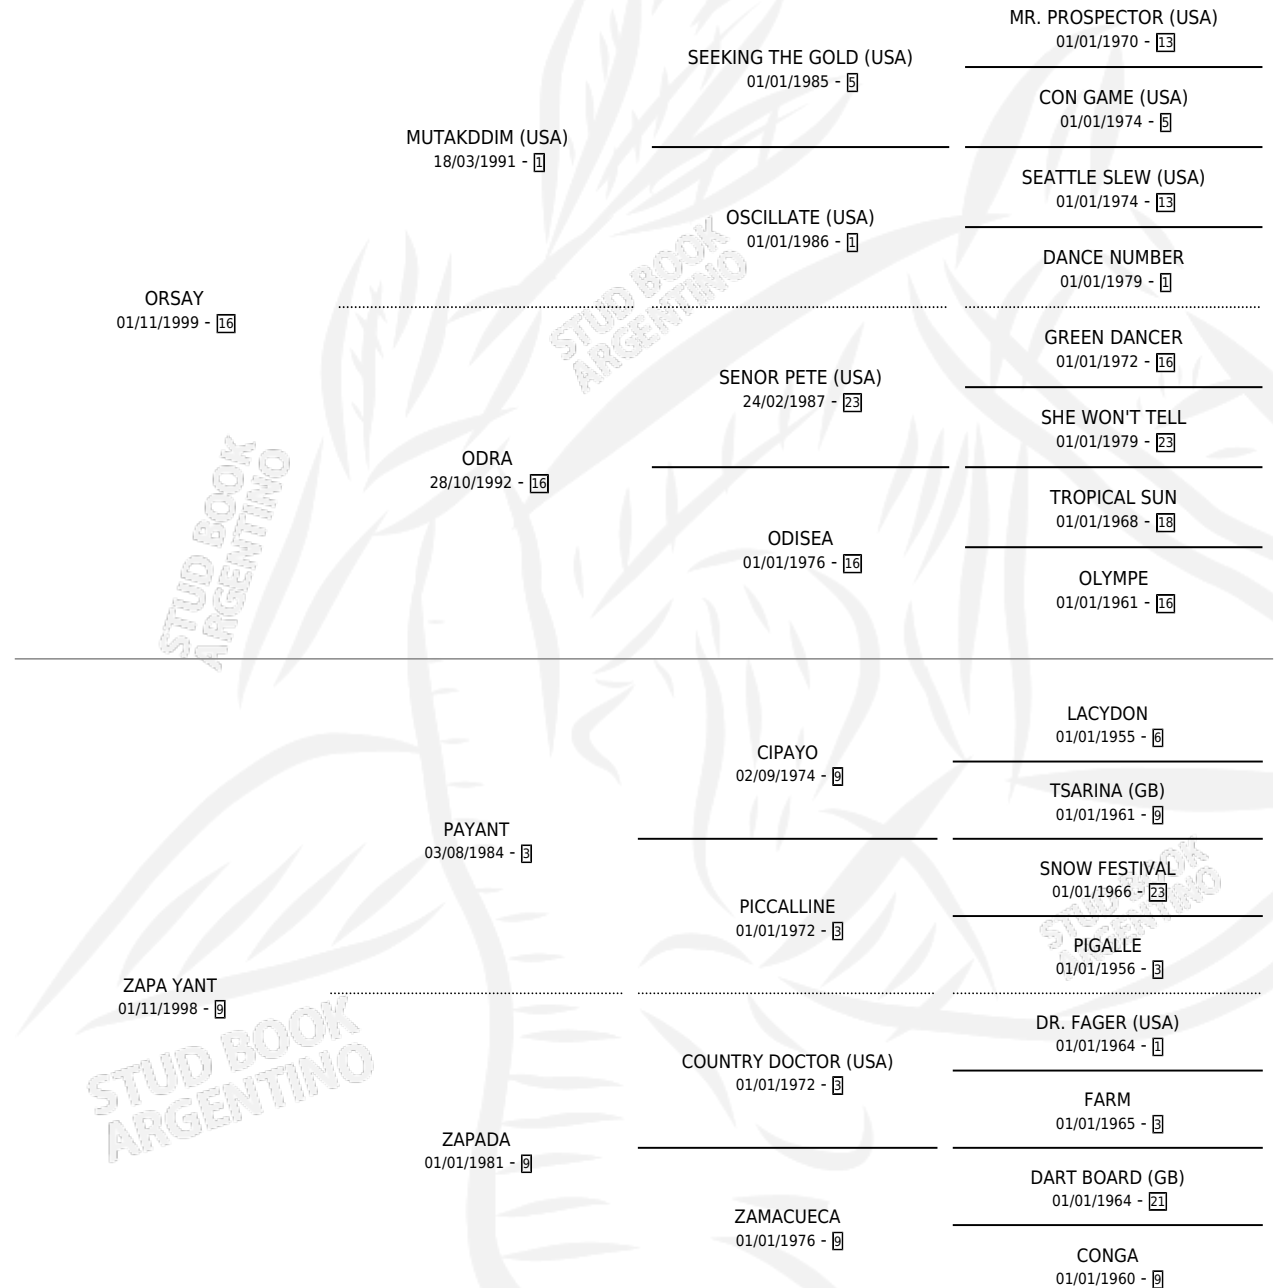 MR. PROSPECTOR (USA)
01/01/1970 - 13
SEEKING THE GOLD (USA)
01/01/1985 - 5
CON GAME (USA)
01/01/1974 - 5
MUTAKDDIM (USA)
18/03/1991 - 1
SEATTLE SLEW (USA)
01/01/1974 - 13
OSCILLATE (USA)
01/01/1986 - 1
DANCE NUMBER
01/01/1979 - 1
ORSAY
01/11/1999 - 16
STUD BOOK
ARGENTINO
GREEN DANCER
01/01/1972 - 16
SENOR PETE (USA)
24/02/1987 - 23
SHE WON'T TELL
01/01/1979 - 23
ODRA
28/10/1992 - 16
TROPICAL SUN
01/01/1968 - 18
ODISEA
01/01/1976 - 16
OLYMPE
01/01/1961 - 16
STUD BOOK
ARGENTINO
LACYDON
01/01/1955 - 6
CIPAYO
02/09/1974 - 9
TSARINA (GB)
01/01/1961 - 9
PAYANT
03/08/1984 - 3
SNOW FESTIVAL
01/01/1966 - 23
PICCALLINE
01/01/1972 - 3
PIGALLE
01/01/1956 - 3
STUD BOOK
ARGENTINO
ZAPA YANT
01/11/1998 - 9
DR. FAGER (USA)
01/01/1964 - 1
COUNTRY DOCTOR (USA)
01/01/1972 - 3
FARM
01/01/1965 - 3
STUD BOOK
ARGENTINO
ZAPADA
01/01/1981 - 9
DART BOARD (GB)
01/01/1964 - 21
ZAMACUECA
01/01/1976 - 9
CONGA
01/01/1960 - 9